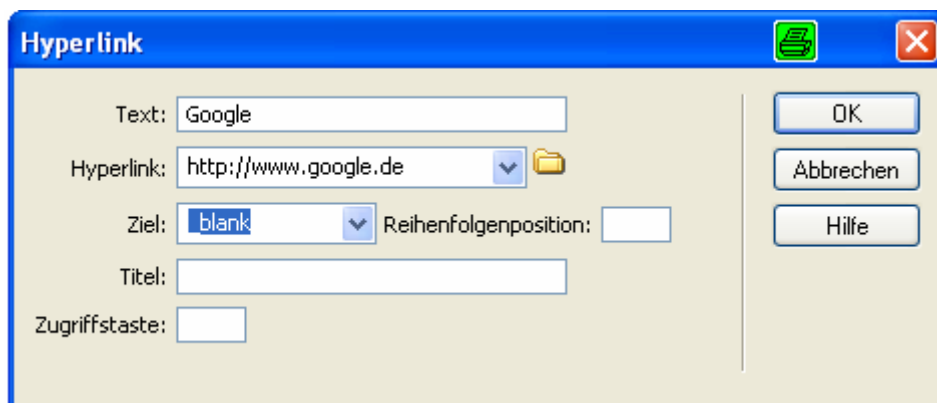 Hyperlink
Text: Google
OK
Hyperlink: http://www.google.de
Abbrechen
Ziel: _blank Reihenfolgenposition:
Hilfe
Titel:
Zugriffstaste: